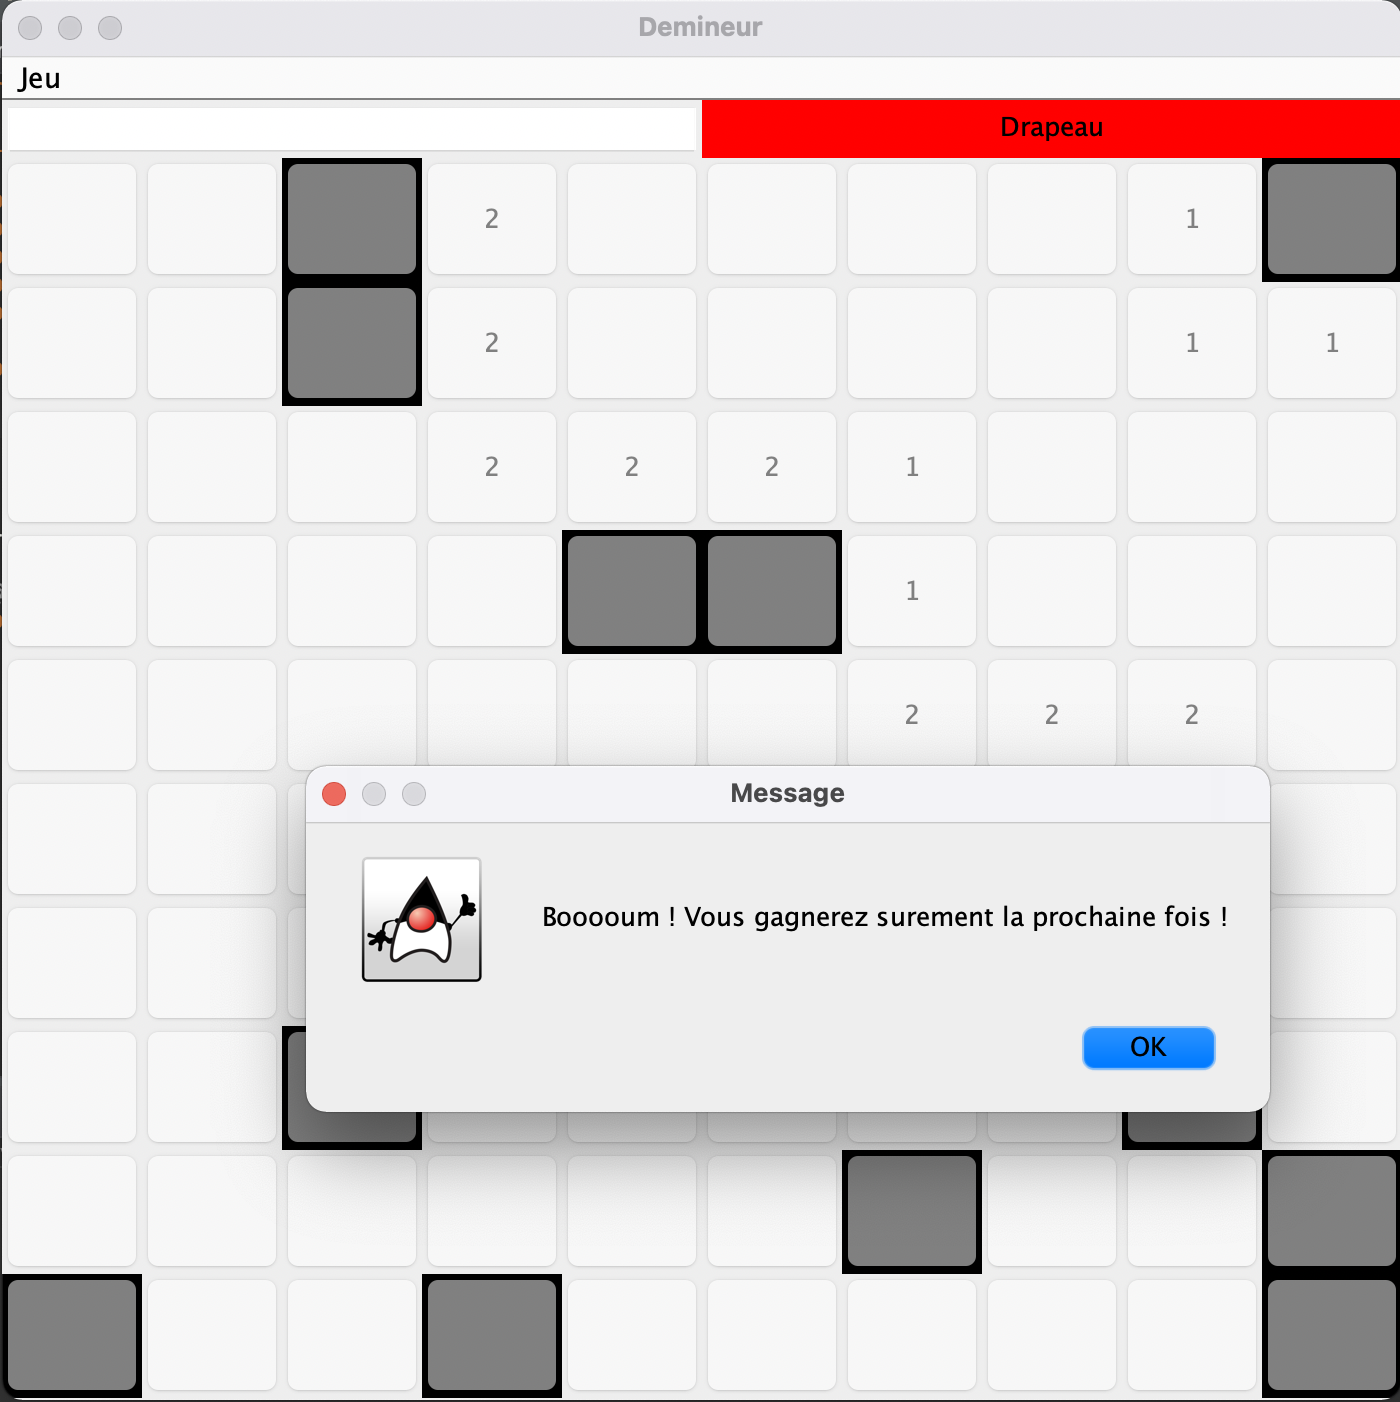 Demineur
Jeu
Drapeau
2 1
2 1 1
2 2 2 1
1
2 2 2
Message
Booooum ! Vous gagnerez surement la prochaine fois !
OK